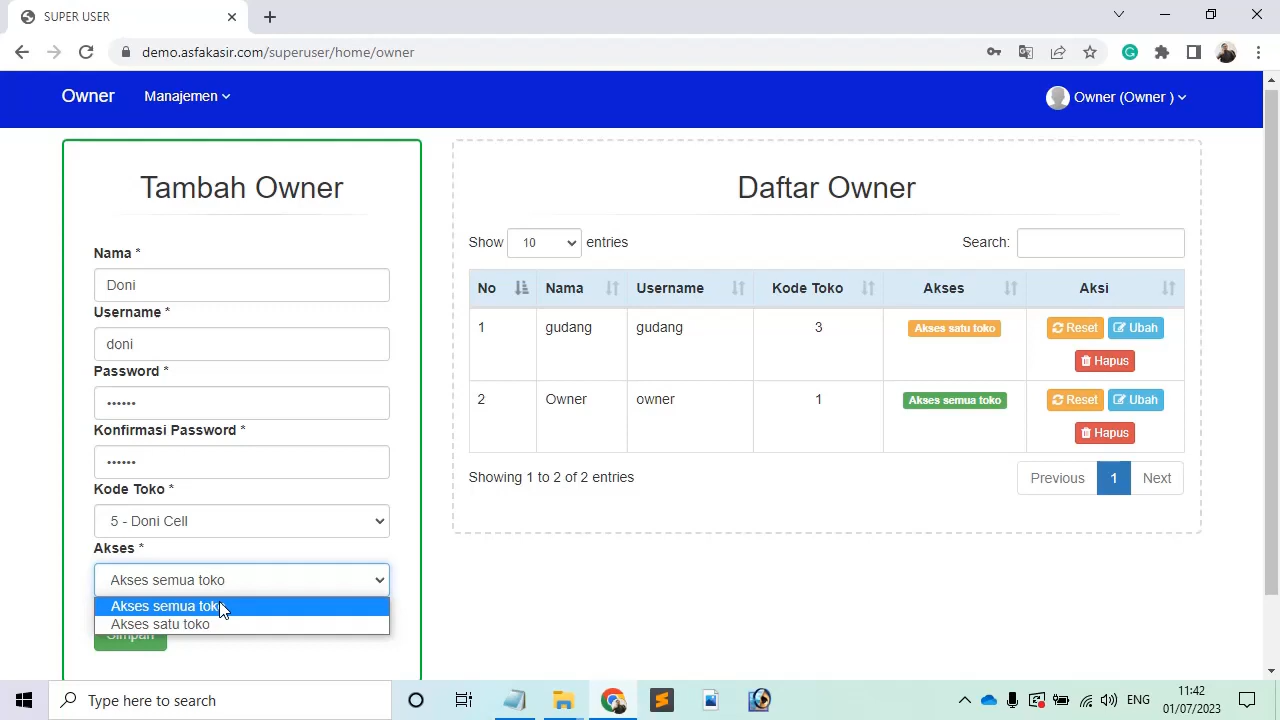 SUPER USER
demo.asfakasir.com/superuser/home/owner
Owner
Manajemen
Owner (Owner )
Tambah Owner
Nama *
Doni
Username *
doni
Password *
••••••
Konfirmasi Password *
••••••
Kode Toko *
5 - Doni Cell
Akses *
Akses semua toko
Akses semua toko
Akses satu toko
Simpan
Daftar Owner
Show 10 entries
Search:
No Nama Username Kode Toko Akses Aksi
1 gudang gudang 3 Akses satu toko Reset Ubah
Hapus
2 Owner owner 1 Akses semua toko Reset Ubah
Hapus
Showing 1 to 2 of 2 entries
Previous 1 Next
Type here to search
ENG
11:42
01/07/2023